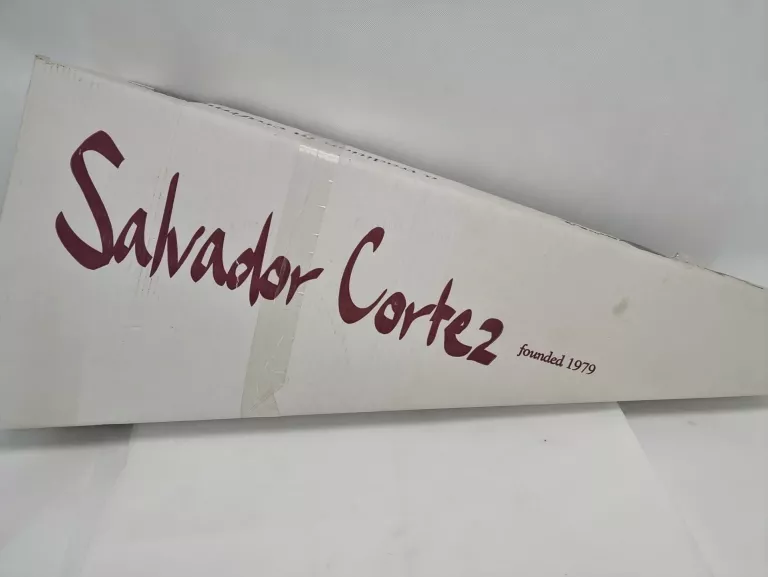 Salvador Cortez
founded 1979